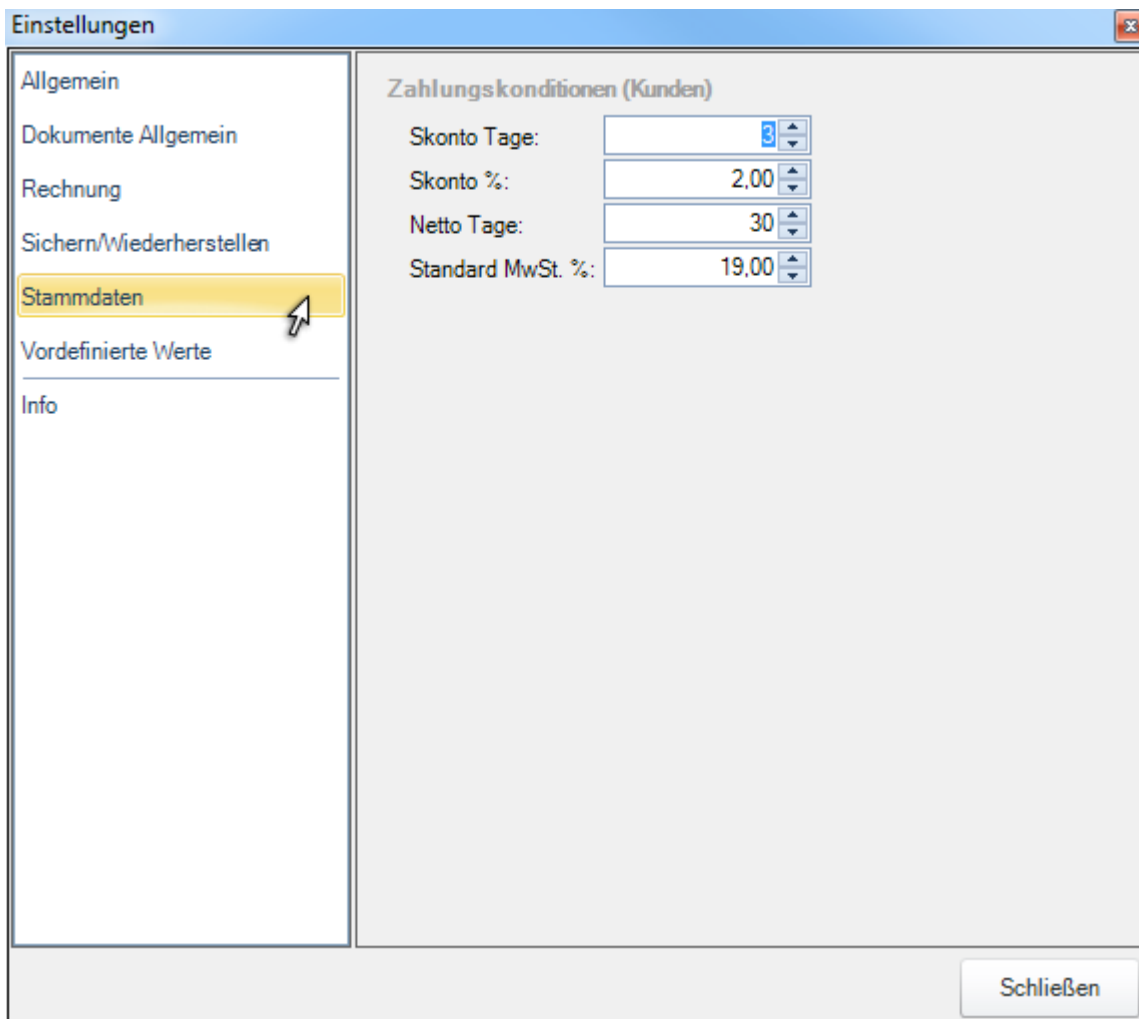 Einstellungen
Allgemein
Dokumente Allgemein
Rechnung
Sichern/Wiederherstellen
Stammdaten
Vordefinierte Werte
Info
Zahlungskonditionen (Kunden)
Skonto Tage: 3
Skonto %: 2,00
Netto Tage: 30
Standard MwSt. %: 19,00
Schließen